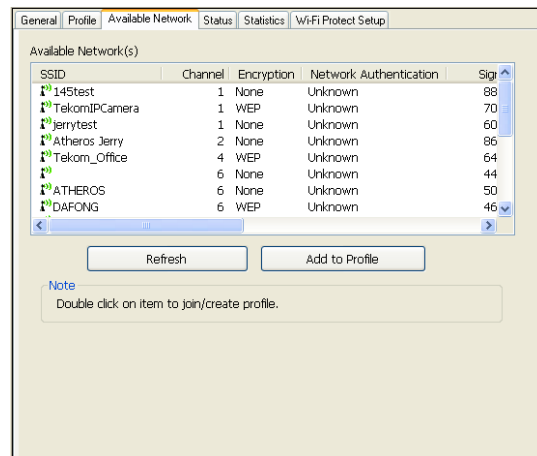 General Profile Available Network Status Statistics Wi-Fi Protect Setup
Available Network(s)
SSID Channel Encryption Network Authentication Sigr
145test 1 None Unknown 88
TekomIPCamera 1 WEP Unknown 70
jerrytest 1 None Unknown 60
Atheros Jerry 2 None Unknown 86
Tekom_Office 4 WEP Unknown 64
6 None Unknown 44
ATHEROS 6 None Unknown 50
DAFONG 6 WEP Unknown 46
Refresh Add to Profile
Note
Double click on item to join/create profile.